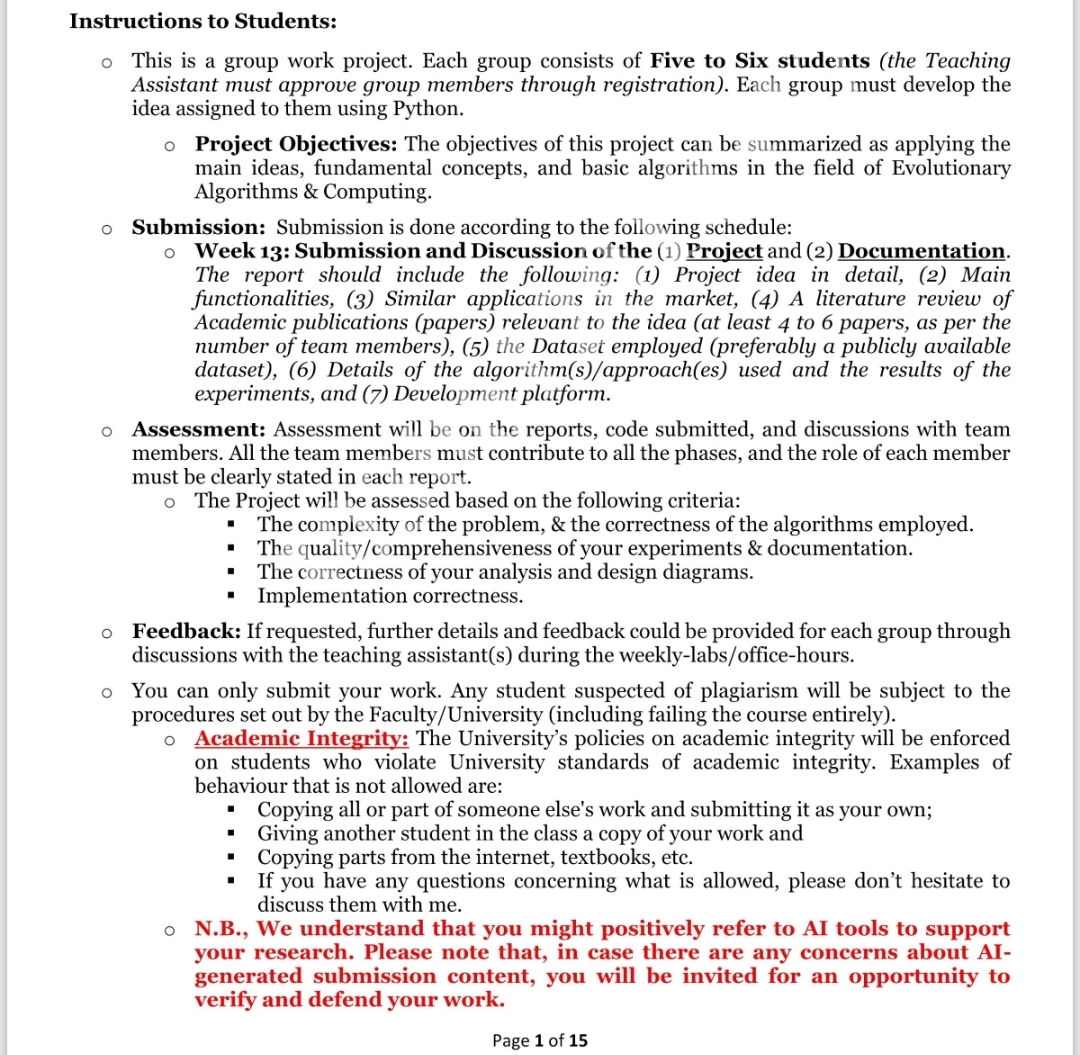 Instructions to Students:
o This is a group work project. Each group consists of Five to Six students (the Teaching
Assistant must approve group members through registration). Each group must develop the
idea assigned to them using Python.
o Project Objectives: The objectives of this project can be summarized as applying the
main ideas, fundamental concepts, and basic algorithms in the field of Evolutionary
Algorithms & Computing.
o Submission: Submission is done according to the following schedule:
o Week 13: Submission and Discussion of the (1) Project and (2) Documentation.
The report should include the following: (1) Project idea in detail, (2) Main
functionalities, (3) Similar applications in the market, (4) A literature review of
Academic publications (papers) relevant to the idea (at least 4 to 6 papers, as per the
number of team members), (5) the Dataset employed (preferably a publicly available
dataset), (6) Details of the algorithm(s)/approach(es) used and the results of the
experiments, and (7) Development platform.
o Assessment: Assessment will be on the reports, code submitted, and discussions with team
members. All the team members must contribute to all the phases, and the role of each member
must be clearly stated in each report.
o The Project will be assessed based on the following criteria:
▪ The complexity of the problem, & the correctness of the algorithms employed.
▪ The quality/comprehensiveness of your experiments & documentation.
▪ The correctness of your analysis and design diagrams.
▪ Implementation correctness.
o Feedback: If requested, further details and feedback could be provided for each group through
discussions with the teaching assistant(s) during the weekly-labs/office-hours.
o You can only submit your work. Any student suspected of plagiarism will be subject to the
procedures set out by the Faculty/University (including failing the course entirely).
o Academic Integrity: The University's policies on academic integrity will be enforced
on students who violate University standards of academic integrity. Examples of
behaviour that is not allowed are:
▪ Copying all or part of someone else's work and submitting it as your own;
▪ Giving another student in the class a copy of your work and
▪ Copying parts from the internet, textbooks, etc.
▪ If you have any questions concerning what is allowed, please don't hesitate to
discuss them with me.
o N.B., We understand that you might positively refer to AI tools to support
your research. Please note that, in case there are any concerns about AI-
generated submission content, you will be invited for an opportunity to
verify and defend your work.
Page 1 of 15